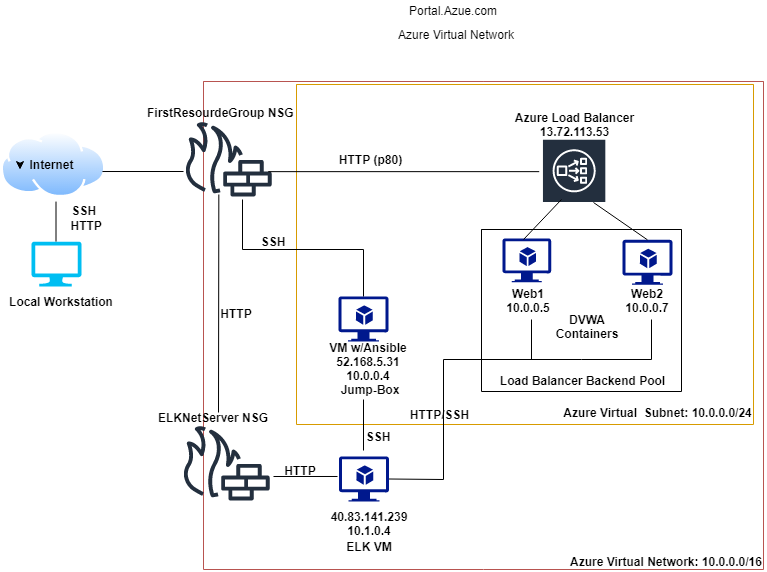 Portal.Azue.com
Azure Virtual Network
FirstResourdeGroup NSG
Azure Load Balancer
13.72.113.53
Internet
HTTP (p80)
SSH
HTTP
SSH
Local Workstation
Web1
10.0.0.5
Web2
10.0.0.7
HTTP
DVWA
Containers
VM w/Ansible
52.168.5.31
10.0.0.4
Jump-Box
Load Balancer Backend Pool
ELKNetServer NSG
HTTP/SSH
Azure Virtual Subnet: 10.0.0.0/24
SSH
HTTP
40.83.141.239
10.1.0.4
ELK VM
Azure Virtual Network: 10.0.0.0/16